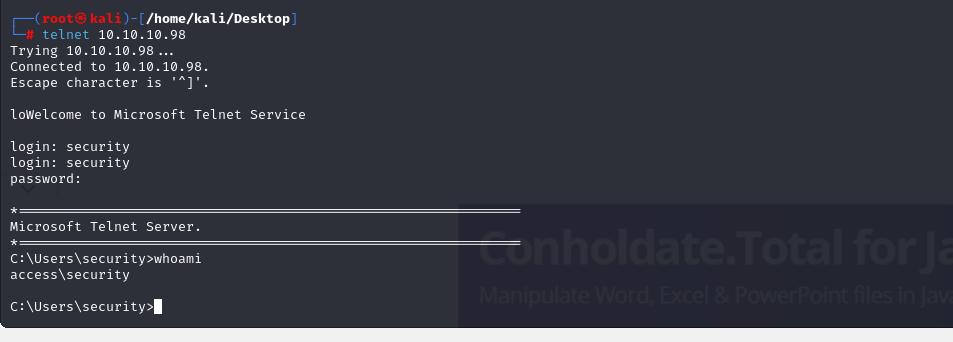 ┌──(root㉿kali)-[/home/kali/Desktop]
└─# telnet 10.10.10.98
Trying 10.10.10.98...
Connected to 10.10.10.98.
Escape character is '^]'.
loWelcome to Microsoft Telnet Service
login: security
login: security
password:
*===============================================================
Microsoft Telnet Server.
*===============================================================
C:\Users\security>whoami
access\security
C:\Users\security>
Conholdate.Total for Ja
Manipulate Word, Excel & PowerPoint files in Java